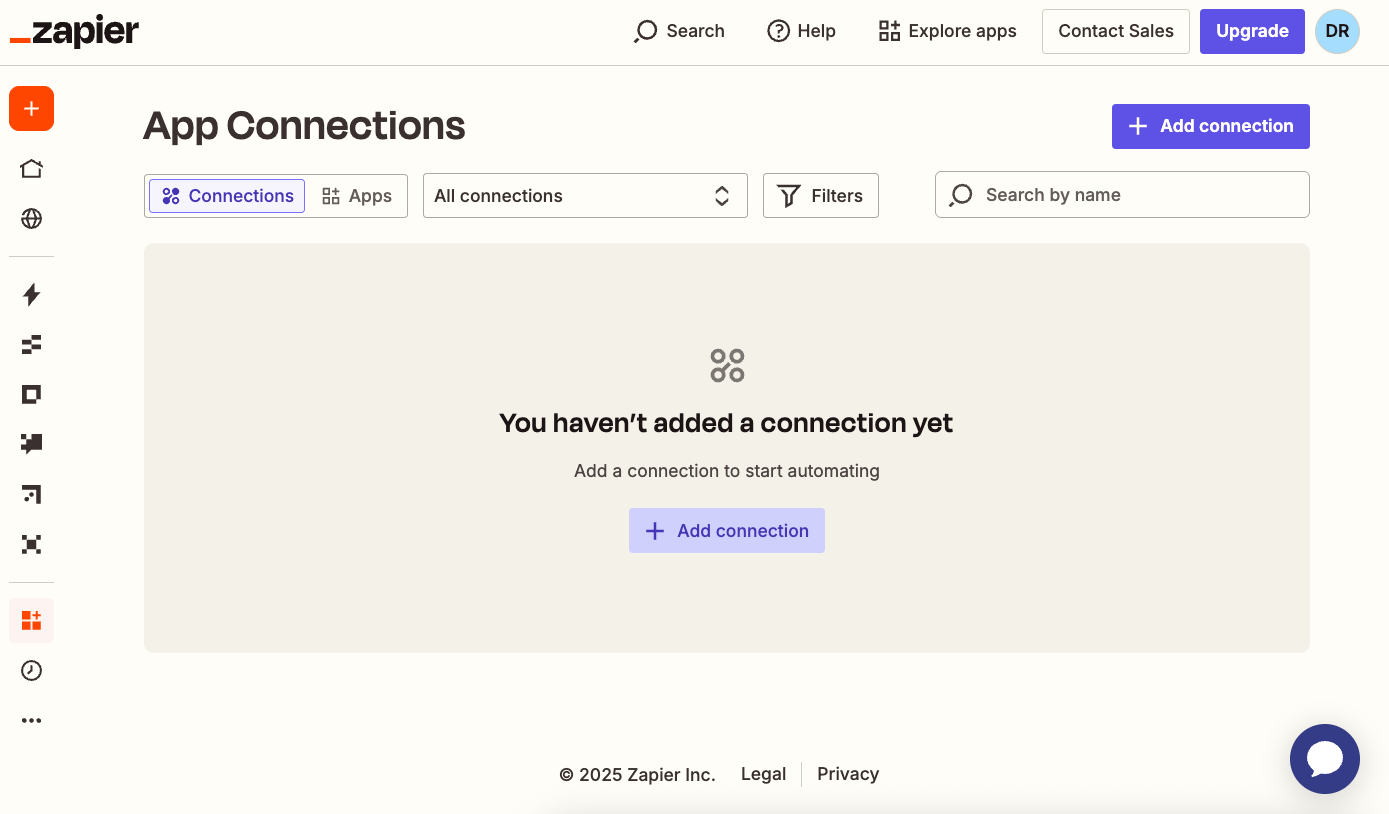 zapier
Search
Help
Explore apps
Contact Sales
Upgrade
DR
App Connections
Add connection
Connections
Apps
All connections
Filters
Search by name
You haven’t added a connection yet
Add a connection to start automating
Add connection
© 2025 Zapier Inc.
Legal
Privacy